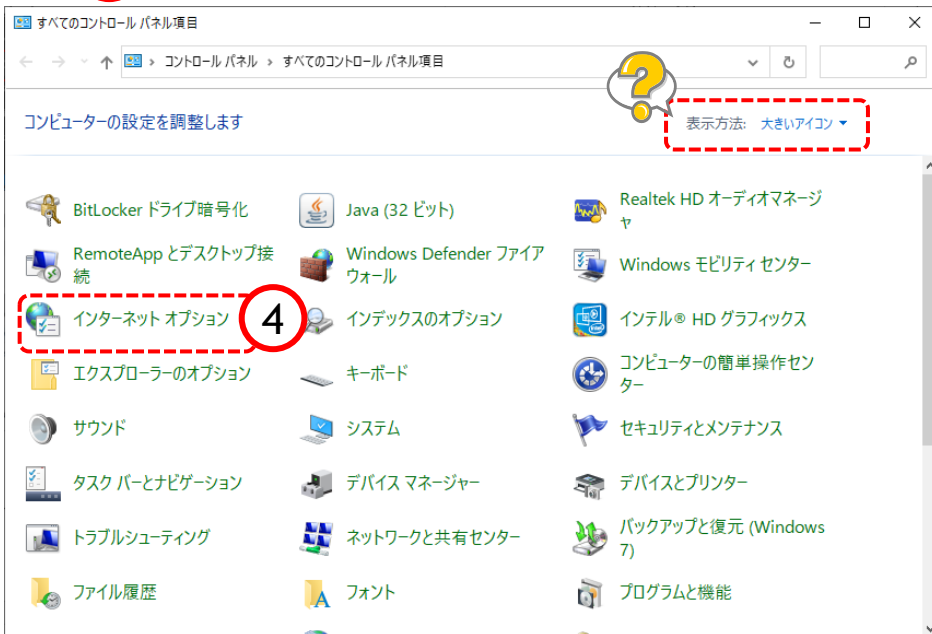 すべてのコントロール パネル項目
コントロール パネル › すべてのコントロール パネル項目
?
コンピューターの設定を調整します
表示方法: 大きいアイコン
BitLocker ドライブ暗号化
Java (32 ビット)
Realtek HD オーディオマネージ
ャ
RemoteApp とデスクトップ接
続
Windows Defender ファイア
ウォール
Windows モビリティ センター
インターネット オプション
4
インデックスのオプション
インテル® HD グラフィックス
エクスプローラーのオプション
キーボード
コンピューターの簡単操作セン
ター
サウンド
システム
セキュリティとメンテナンス
タスク バーとナビゲーション
デバイス マネージャー
デバイスとプリンター
トラブルシューティング
ネットワークと共有センター
バックアップと復元 (Windows
7)
ファイル履歴
フォント
プログラムと機能